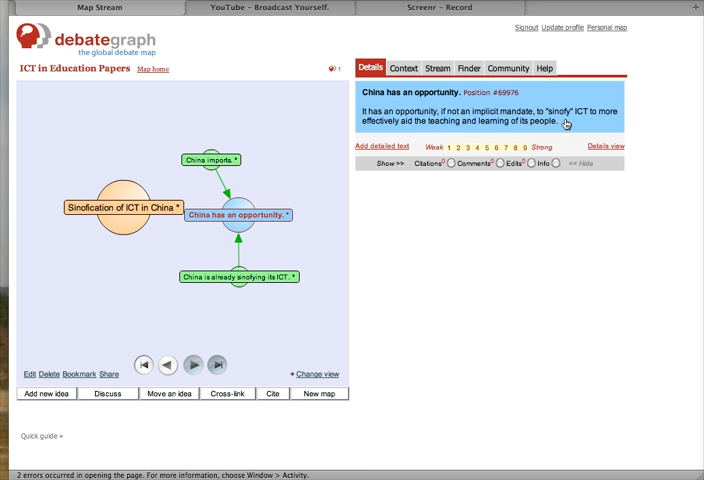 Map Stream
YouTube – Broadcast Yourself.
Screenr – Record
debategraph
the global debate map
Signout Update profile Personal map
ICT in Education Papers Map home
1
Details Context Stream Finder Community Help
China has an opportunity. Position #69976
It has an opportunity, if not an implicit mandate, to "sinofy" ICT to more
effectively aid the teaching and learning of its people.
Add detailed text Weak 1 2 3 4 5 6 7 8 9 Strong Details view
Show >> Citations0 Comments0 Edits0 Info << Hide
China imports. *
Sinofication of ICT in China *
China has an opportunity. *
China is already sinofying its ICT. *
Edit Delete Bookmark Share
+ Change view
Add new idea Discuss Move an idea Cross-link Cite New map
Quick guide »
2 errors occurred in opening the page. For more information, choose Window > Activity.